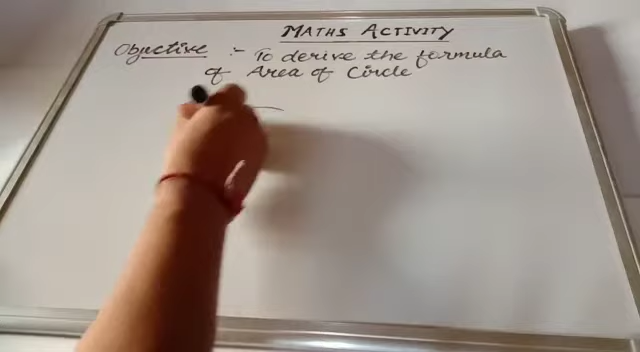 MATHS ACTIVITY
Objective :- To derive the formula
of Area of Circle